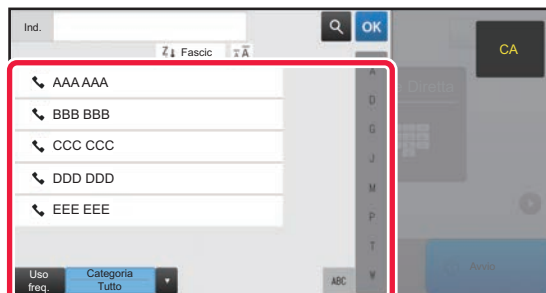 Ind.
OK
CA
Fascic
A
AAA AAA
Diretta
D
BBB BBB
G
CCC CCC
J
DDD DDD
M
EEE EEE
P
T
Uso freq.
Categoria
Tutto
ABC
W
Avvio